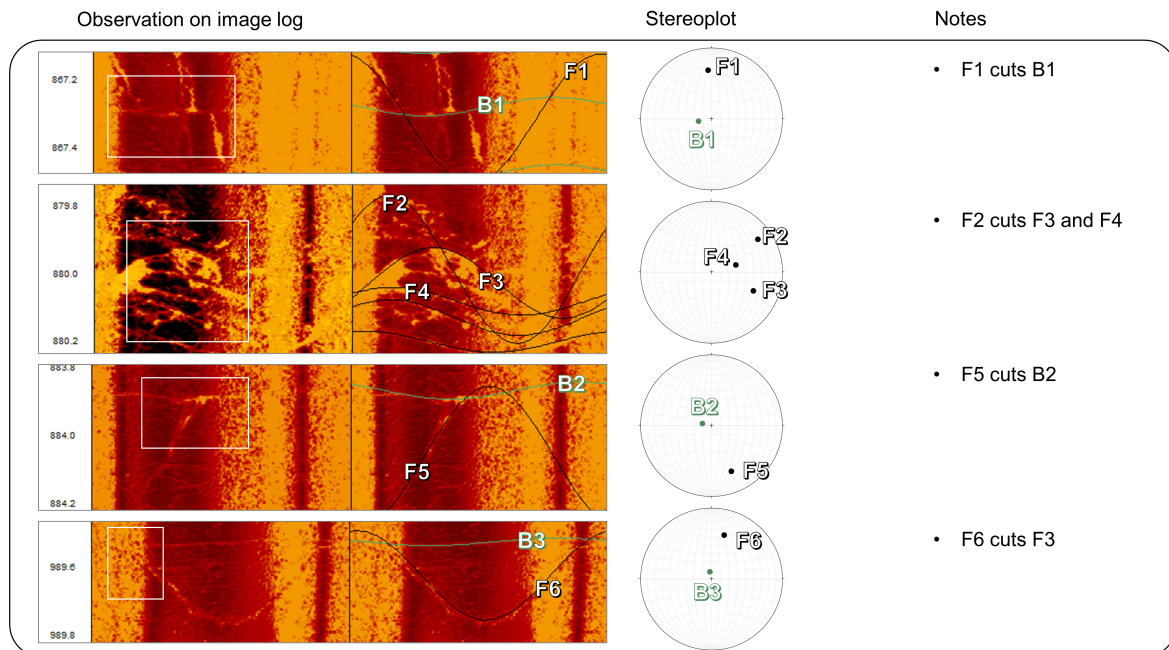 Observation on image log
Stereoplot
Notes
867.2
867.4
F1
B1
F1
B1
• F1 cuts B1
879.8
880.0
880.2
F2
F3
F4
F2
F4
F3
• F2 cuts F3 and F4
883.8
884.0
884.2
B2
F5
B2
F5
• F5 cuts B2
989.6
989.8
B3
F6
F6
B3
• F6 cuts F3